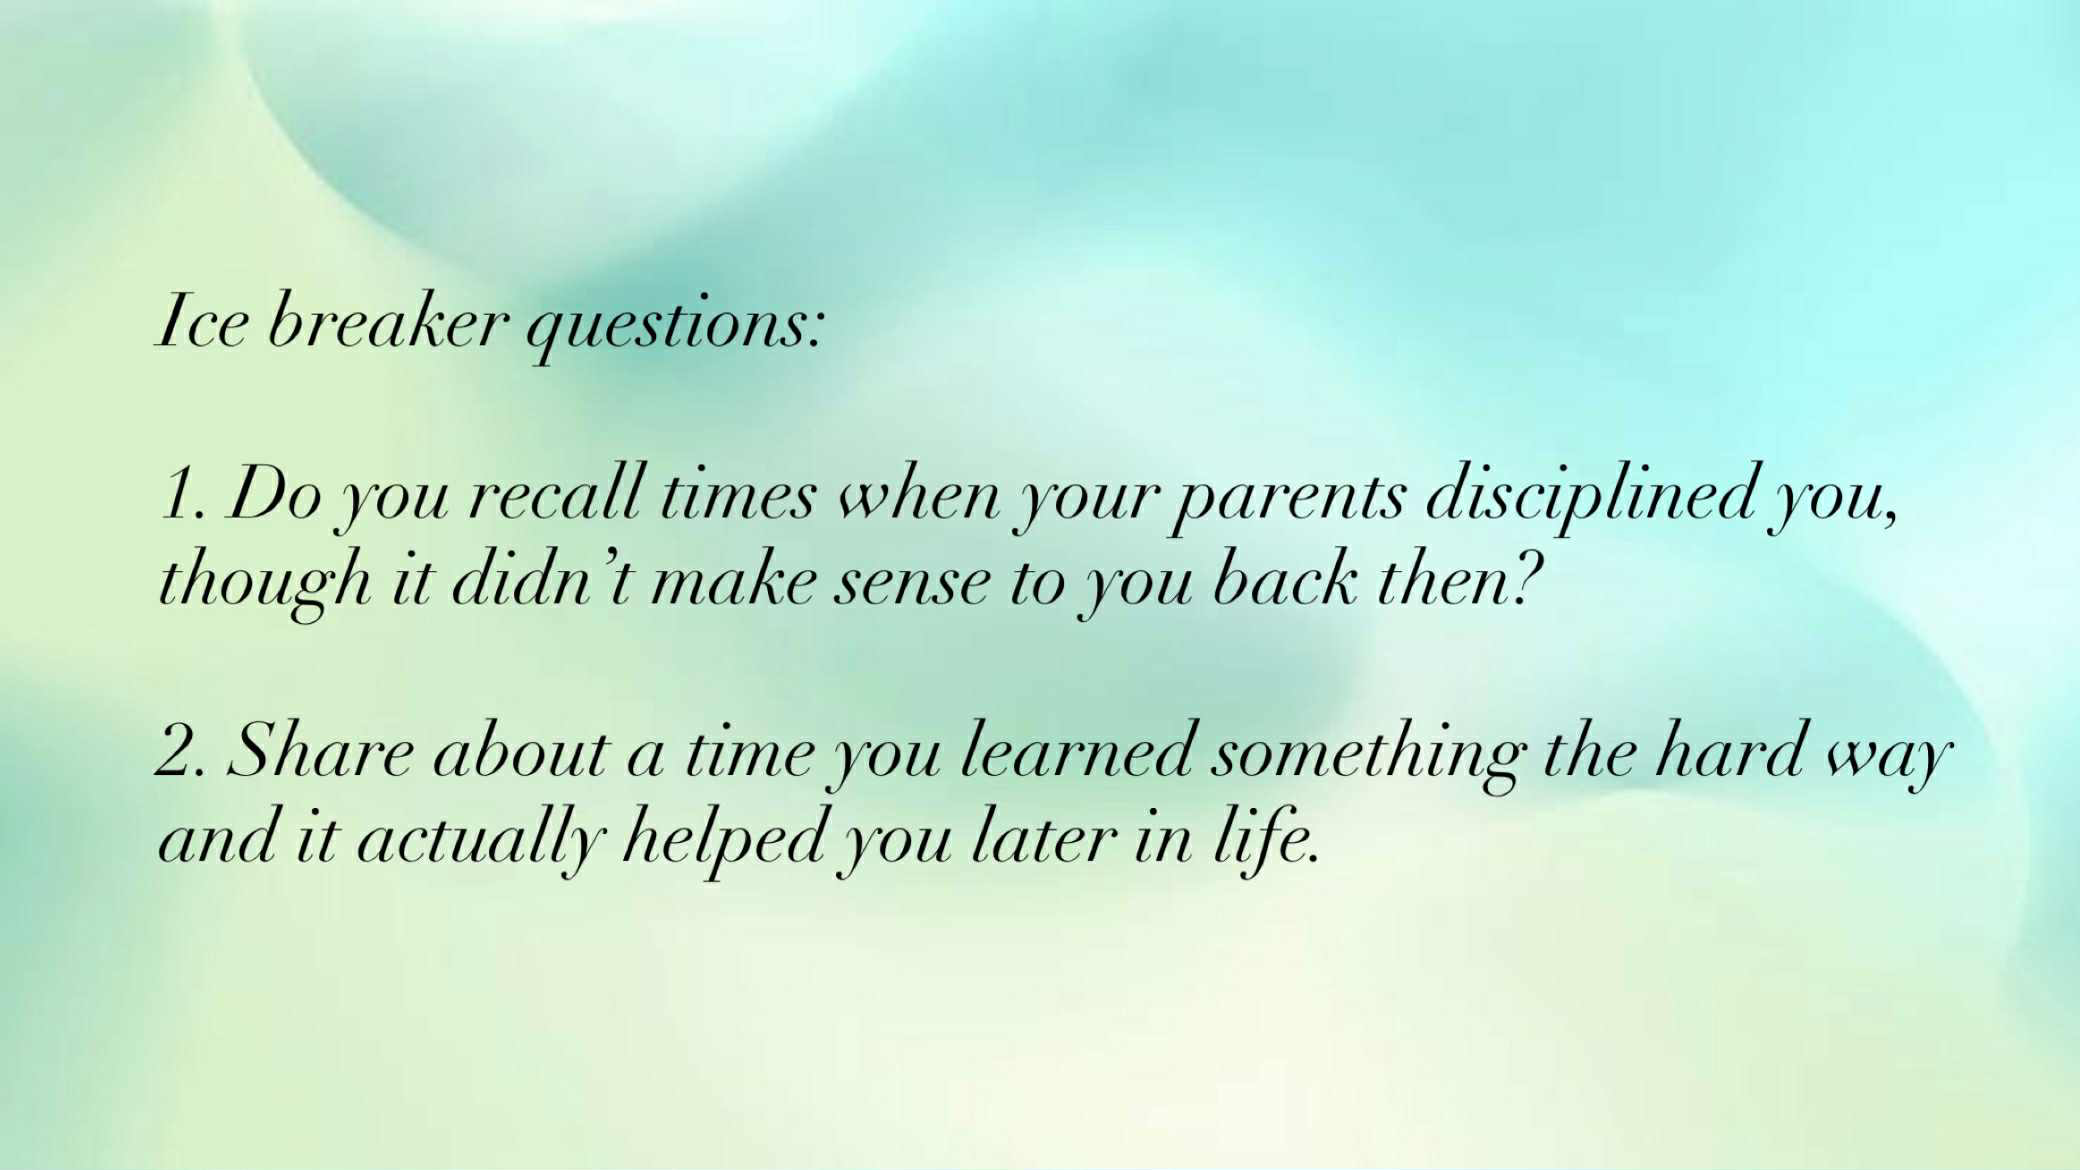 Ice breaker questions:
1. Do you recall times when your parents disciplined you,
though it didn’t make sense to you back then?
2. Share about a time you learned something the hard way
and it actually helped you later in life.